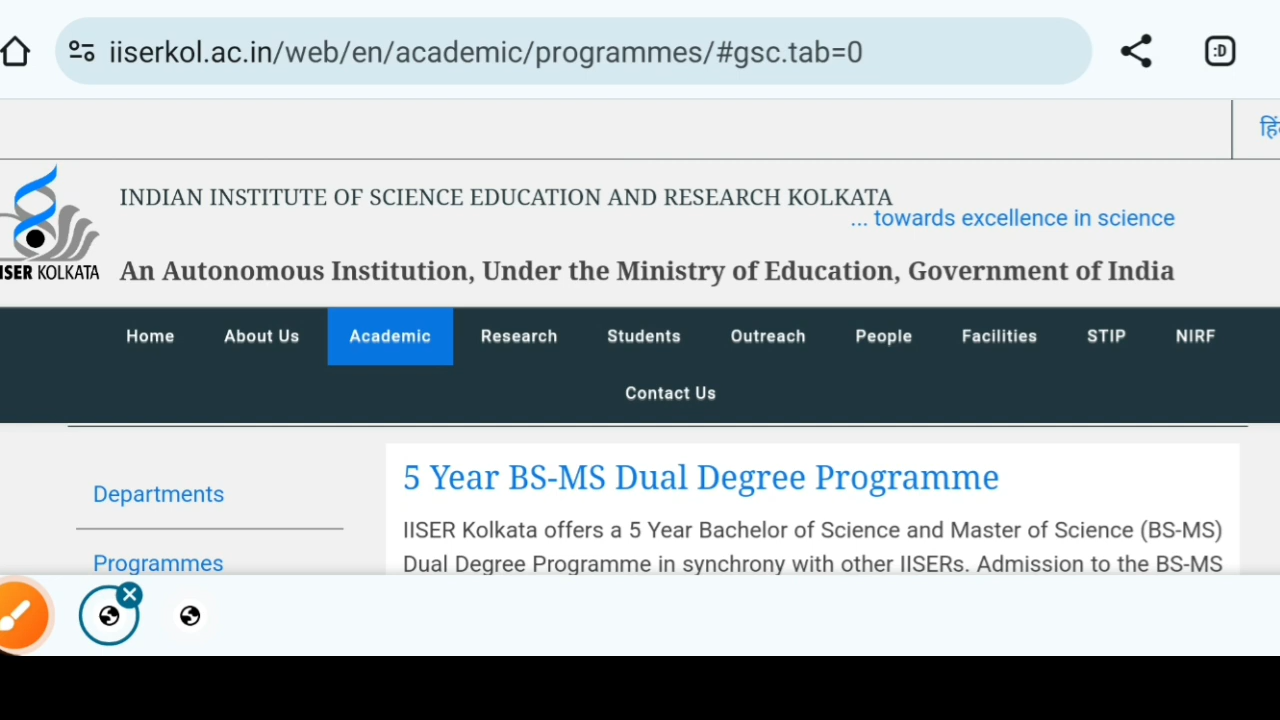 iiserkol.ac.in/web/en/academic/programmes/#gsc.tab=0
:D
INDIAN INSTITUTE OF SCIENCE EDUCATION AND RESEARCH KOLKATA
... towards excellence in science
An Autonomous Institution, Under the Ministry of Education, Government of India
ISER KOLKATA
Home About Us Academic Research Students Outreach People Facilities STIP NIRF
Contact Us
Departments
Programmes
5 Year BS-MS Dual Degree Programme
IISER Kolkata offers a 5 Year Bachelor of Science and Master of Science (BS-MS)
Dual Degree Programme in synchrony with other IISERs. Admission to the BS-MS